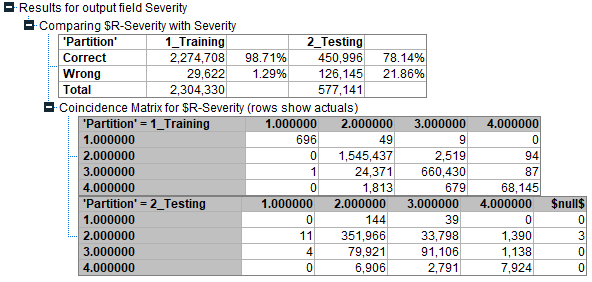 Results for output field Severity
Comparing $R-Severity with Severity
'Partition' 1_Training 2_Testing
Correct 2,274,708 98.71% 450,996 78.14%
Wrong 29,622 1.29% 126,145 21.86%
Total 2,304,330 577,141
Coincidence Matrix for $R-Severity (rows show actuals)
'Partition' = 1_Training 1.000000 2.000000 3.000000 4.000000
1.000000 696 49 9 0
2.000000 0 1,545,437 2,519 94
3.000000 1 24,371 660,430 87
4.000000 0 1,813 679 68,145
'Partition' = 2_Testing 1.000000 2.000000 3.000000 4.000000 $null$
1.000000 0 144 39 0 0
2.000000 11 351,966 33,798 1,390 3
3.000000 4 79,921 91,106 1,138 0
4.000000 0 6,906 2,791 7,924 0